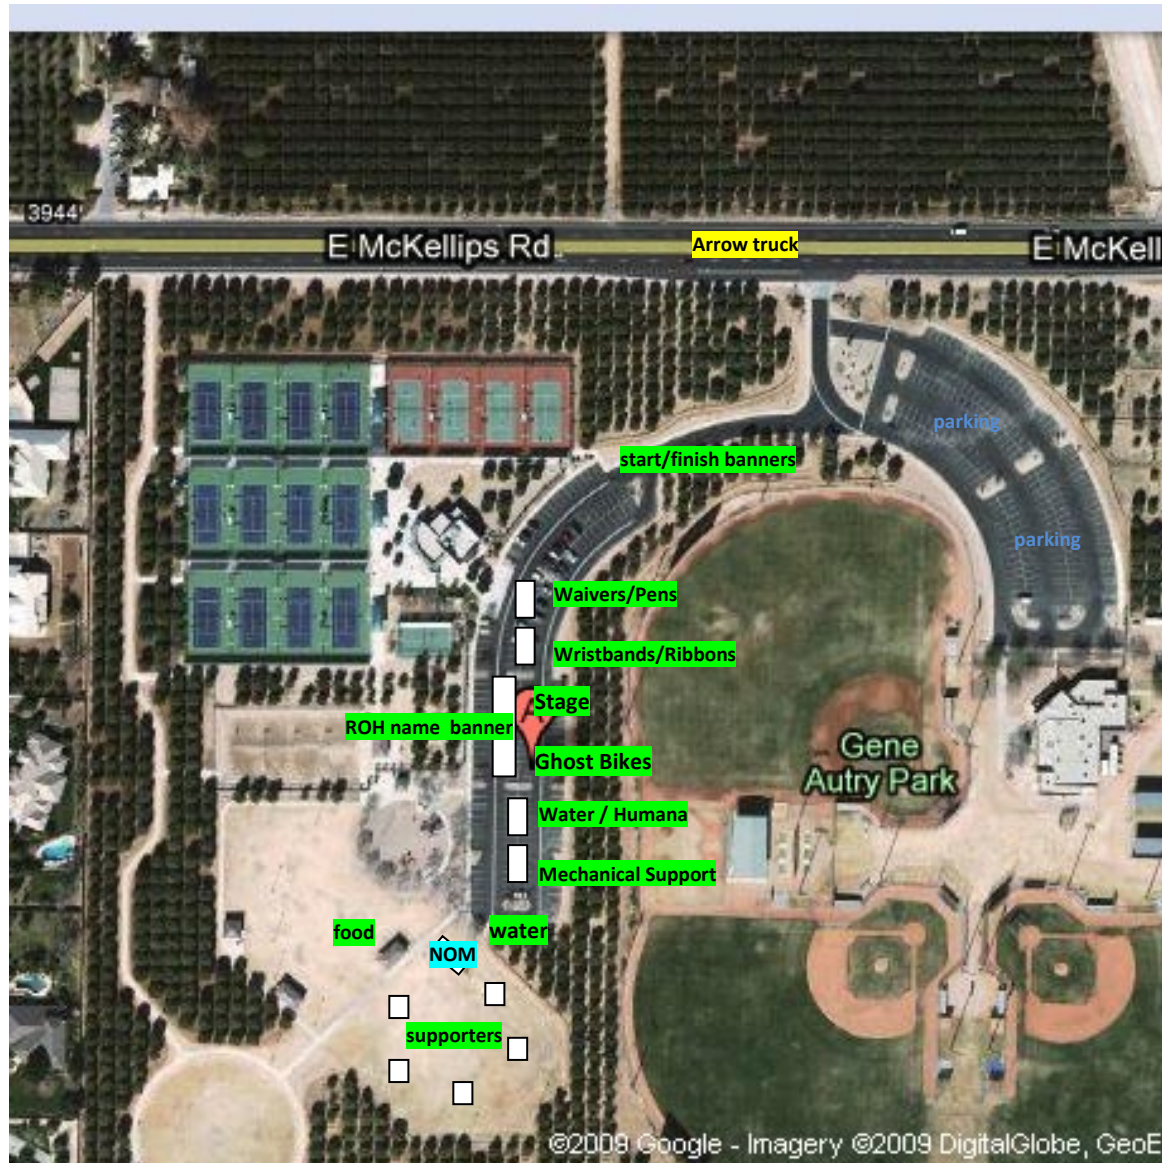 3944
E McKellips Rd
Arrow truck
E McKell
parking
start/finish banners
parking
Waivers/Pens
Wristbands/Ribbons
Stage
ROH name  banner
Gene
Autry Park
Ghost Bikes
Water / Humana
Mechanical Support
food
water
NOM
supporters
©2009 Google - Imagery ©2009 DigitalGlobe, GeoE